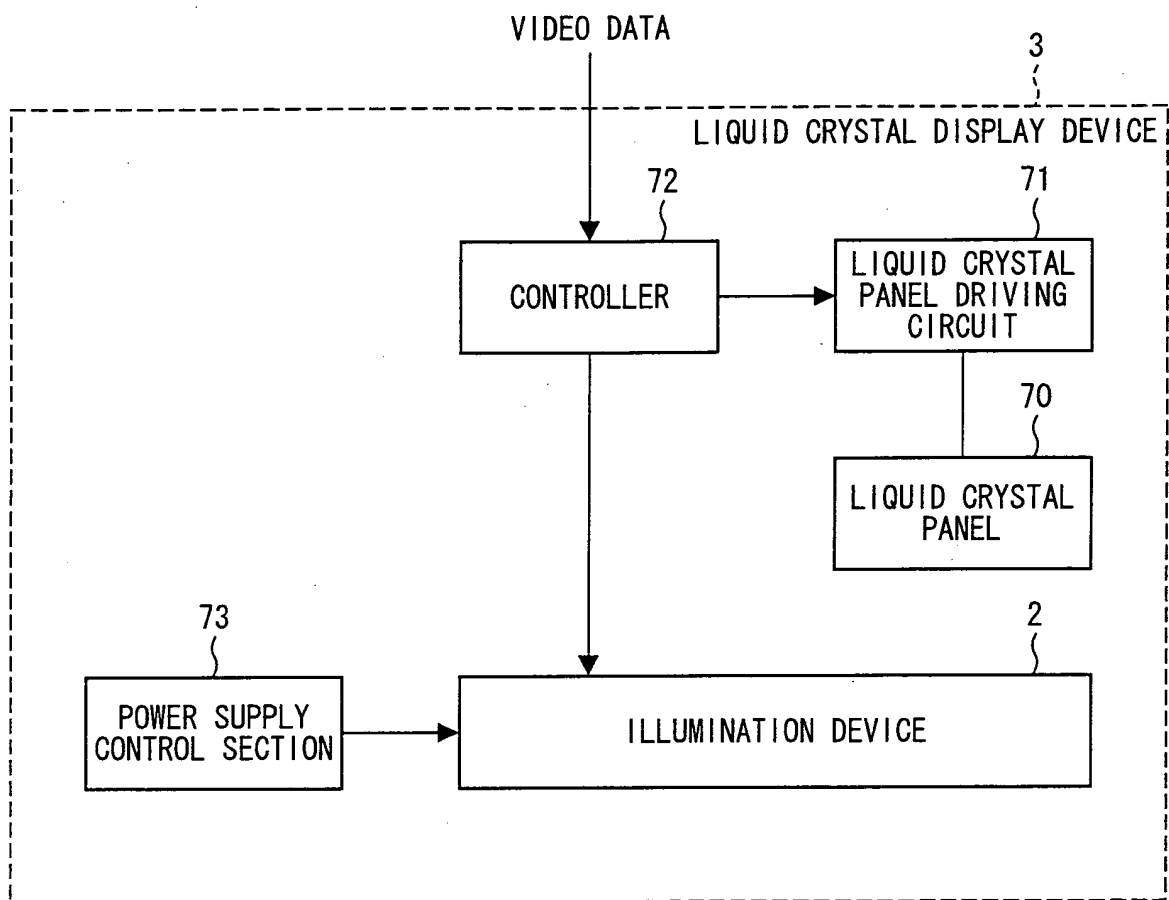 VIDEO DATA
3
LIQUID CRYSTAL DISPLAY DEVICE
72
CONTROLLER
71
LIQUID CRYSTAL
PANEL DRIVING
CIRCUIT
70
LIQUID CRYSTAL
PANEL
73
POWER SUPPLY
CONTROL SECTION
2
ILLUMINATION DEVICE